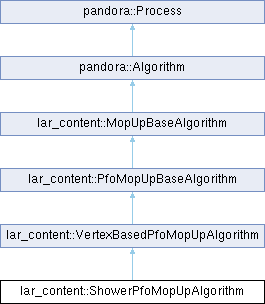 pandora::Process
pandora::Algorithm
lar_content::MopUpBaseAlgorithm
lar_content::PfoMopUpBaseAlgorithm
lar_content::VertexBasedPfoMopUpAlgorithm
lar_content::ShowerPfoMopUpAlgorithm